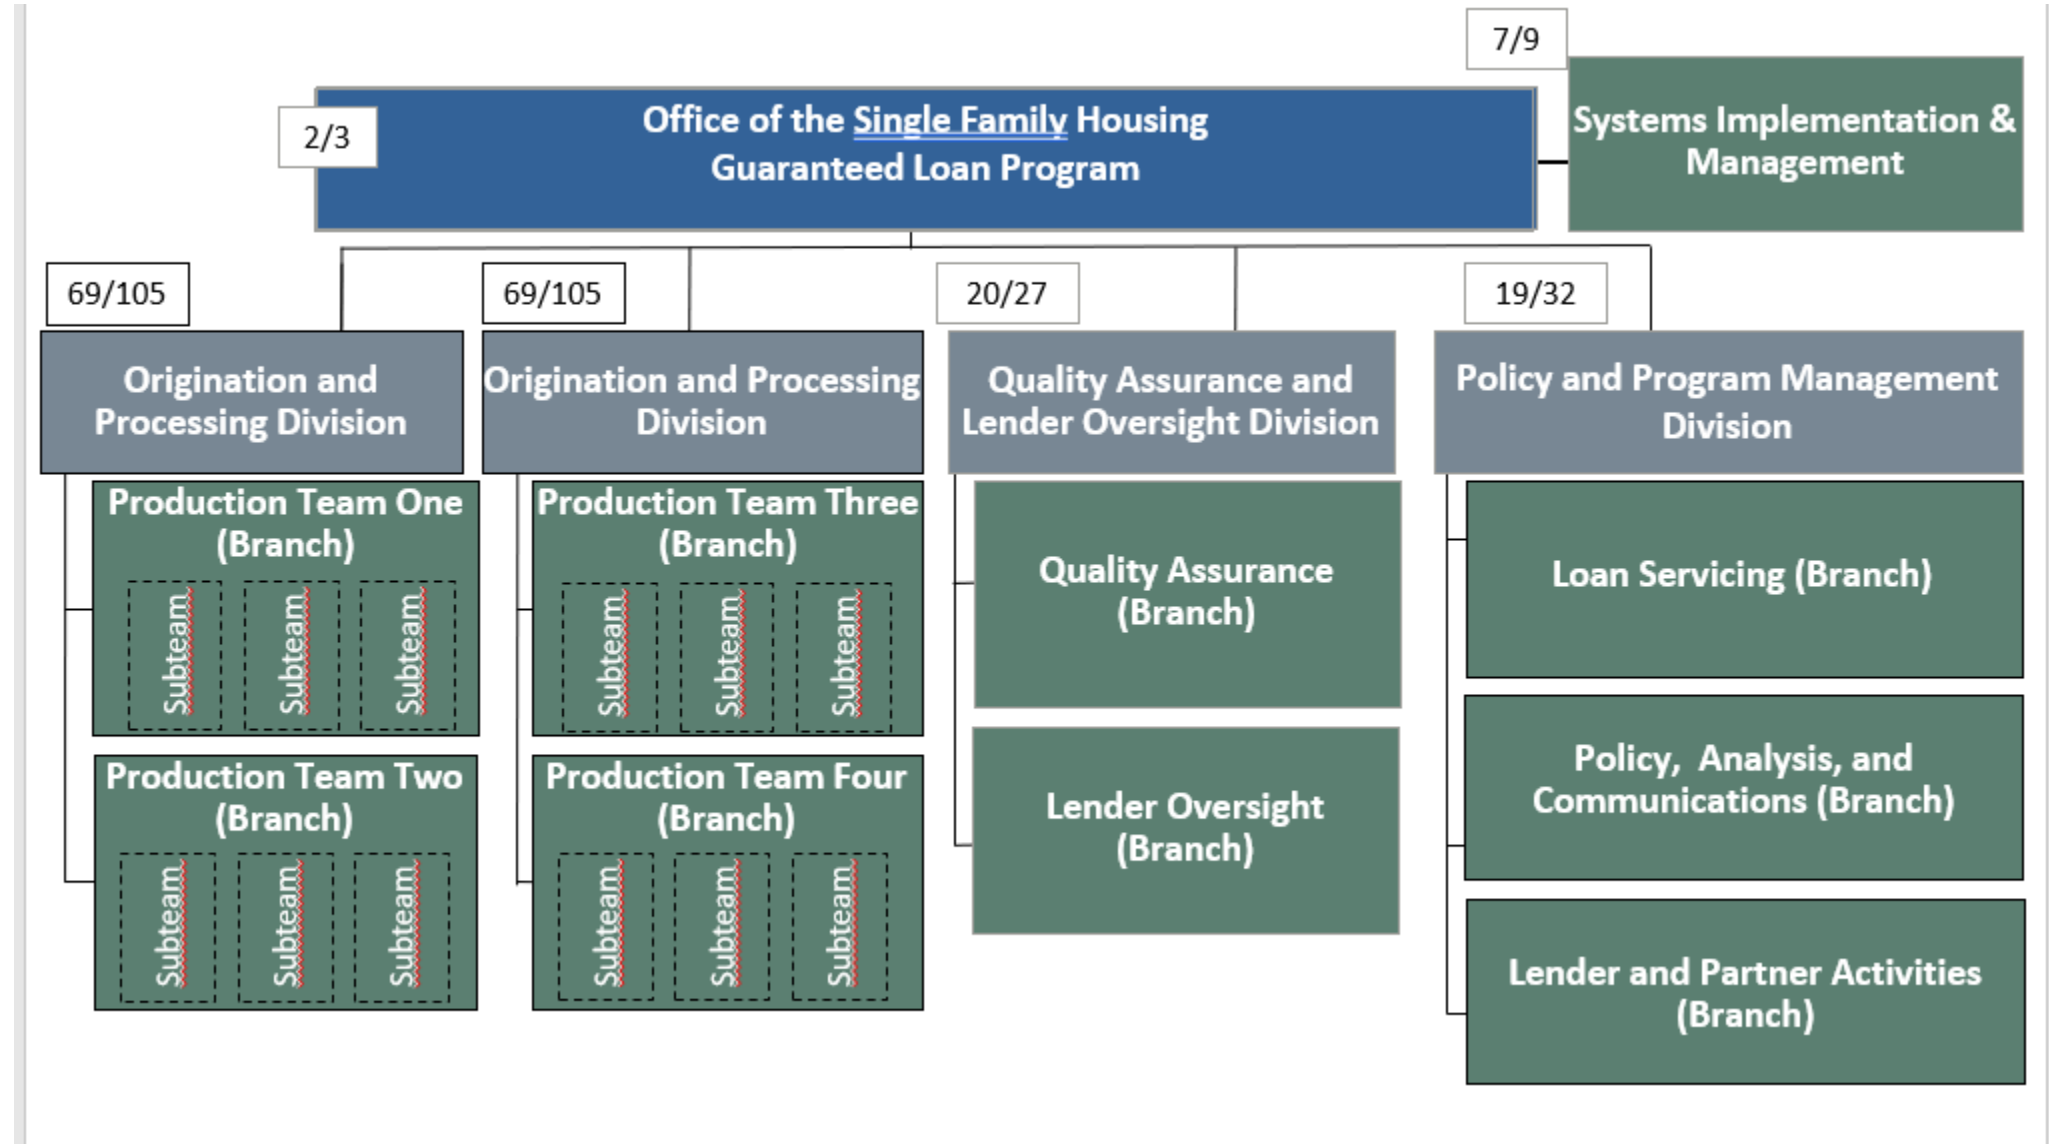 7/9
2/3
Office of the Single Family Housing
Guaranteed Loan Program
Systems Implementation &
Management
69/105
69/105
20/27
19/32
Origination and
Processing Division
Origination and Processing
Division
Quality Assurance and
Lender Oversight Division
Policy and Program Management
Division
Production Team One
(Branch)
Subteam
Subteam
Subteam
Production Team Two
(Branch)
Subteam
Subteam
Subteam
Production Team Three
(Branch)
Subteam
Subteam
Subteam
Production Team Four
(Branch)
Subteam
Subteam
Subteam
Quality Assurance
(Branch)
Lender Oversight
(Branch)
Loan Servicing (Branch)
Policy,  Analysis, and
Communications (Branch)
Lender and Partner Activities
(Branch)